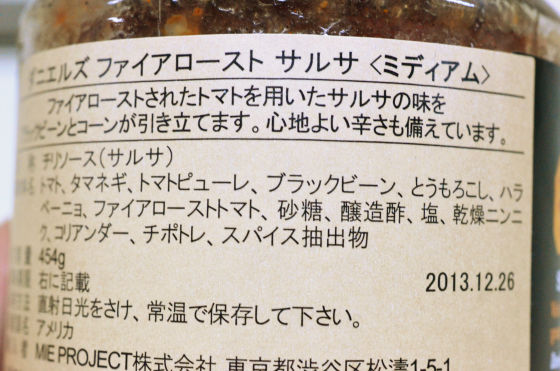 ダニエルズ ファイアロースト サルサ〈ミディアム〉
ファイアローストされたトマトを用いたサルサの味を
ブラックビーンとコーンが引き立てます。心地よい辛さも備えています。
称 チリソース(サルサ)
トマト、タマネギ、トマトピューレ、ブラックビーン、とうもろこし、ハラ
ペーニョ、ファイアローストトマト、砂糖、醸造酢、塩、乾燥ニンニ
ク、コリアンダー、チポトレ、スパイス抽出物
454g
右に記載 2013.12.26
直射日光をさけ、常温で保存して下さい。
アメリカ
者 MIE PROJECT株式会社 東京都渋谷区松濤1-5-1